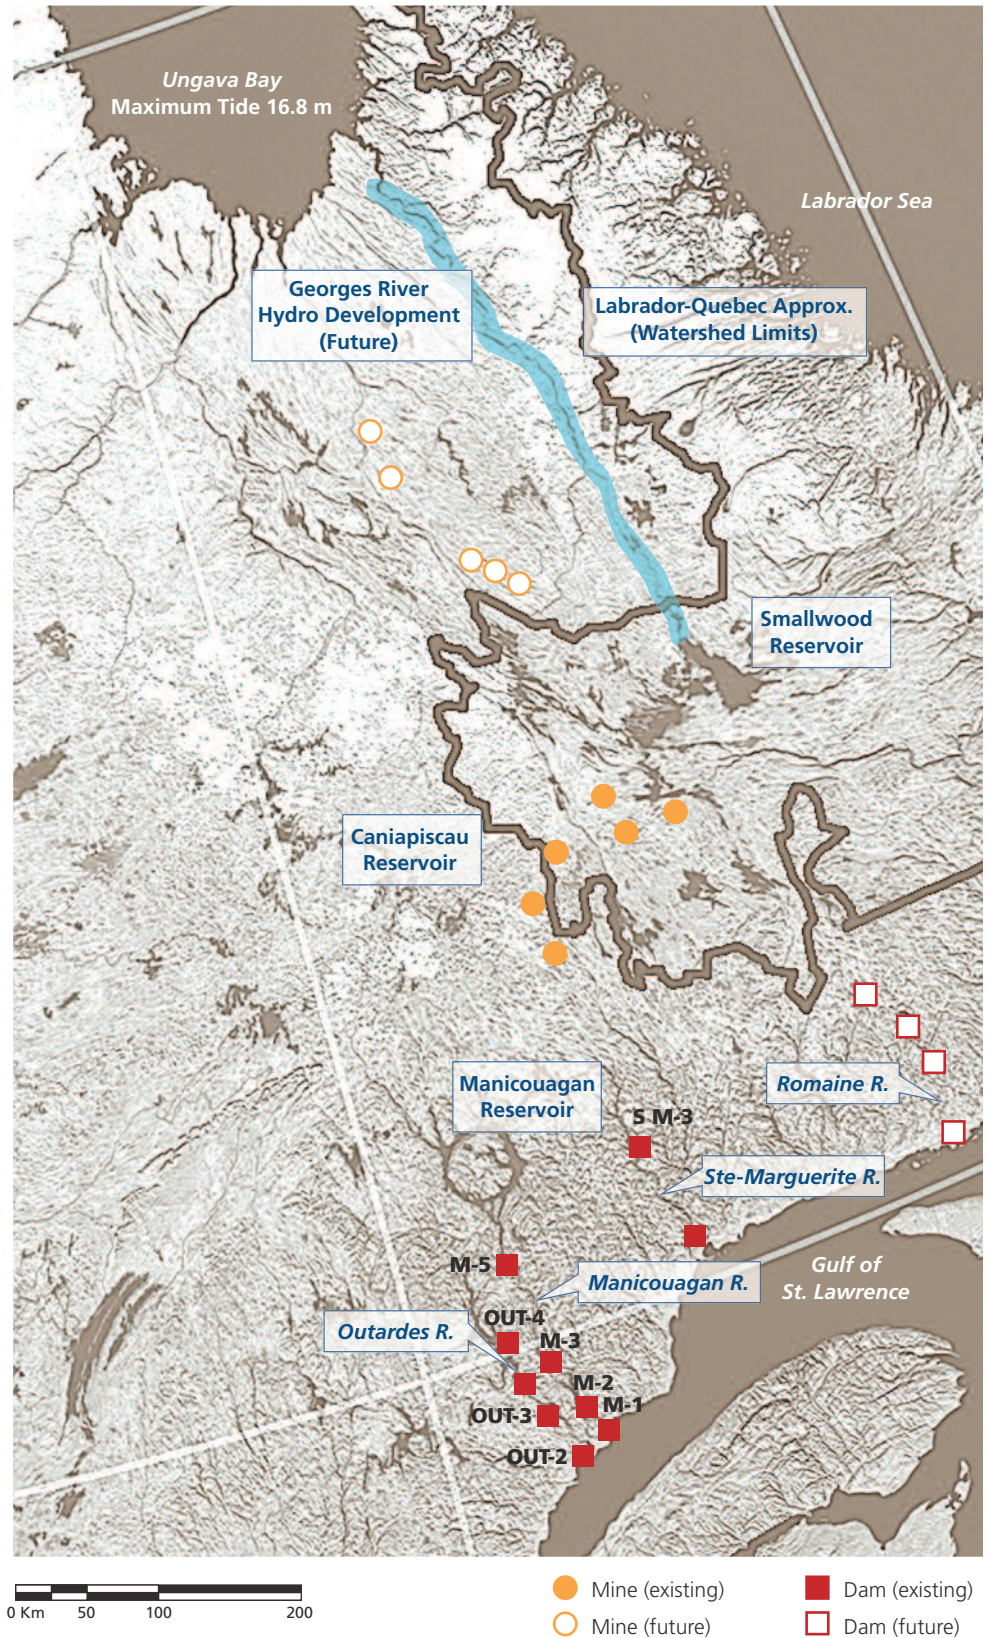 Ungava Bay
Maximum Tide 16.8 m
Labrador Sea
Georges River
Hydro Development
(Future)
Labrador-Quebec Approx.
(Watershed Limits)
Smallwood
Reservoir
Caniapiscau
Reservoir
Manicouagan
Reservoir
Romaine R.
S M-3
Ste-Marguerite R.
M-5
Manicouagan R.
Gulf of
St. Lawrence
OUT-4
Outardes R.
M-3
M-2
M-1
OUT-3
OUT-2
0 Km 50 100 200
Mine (existing)
Mine (future)
Dam (existing)
Dam (future)